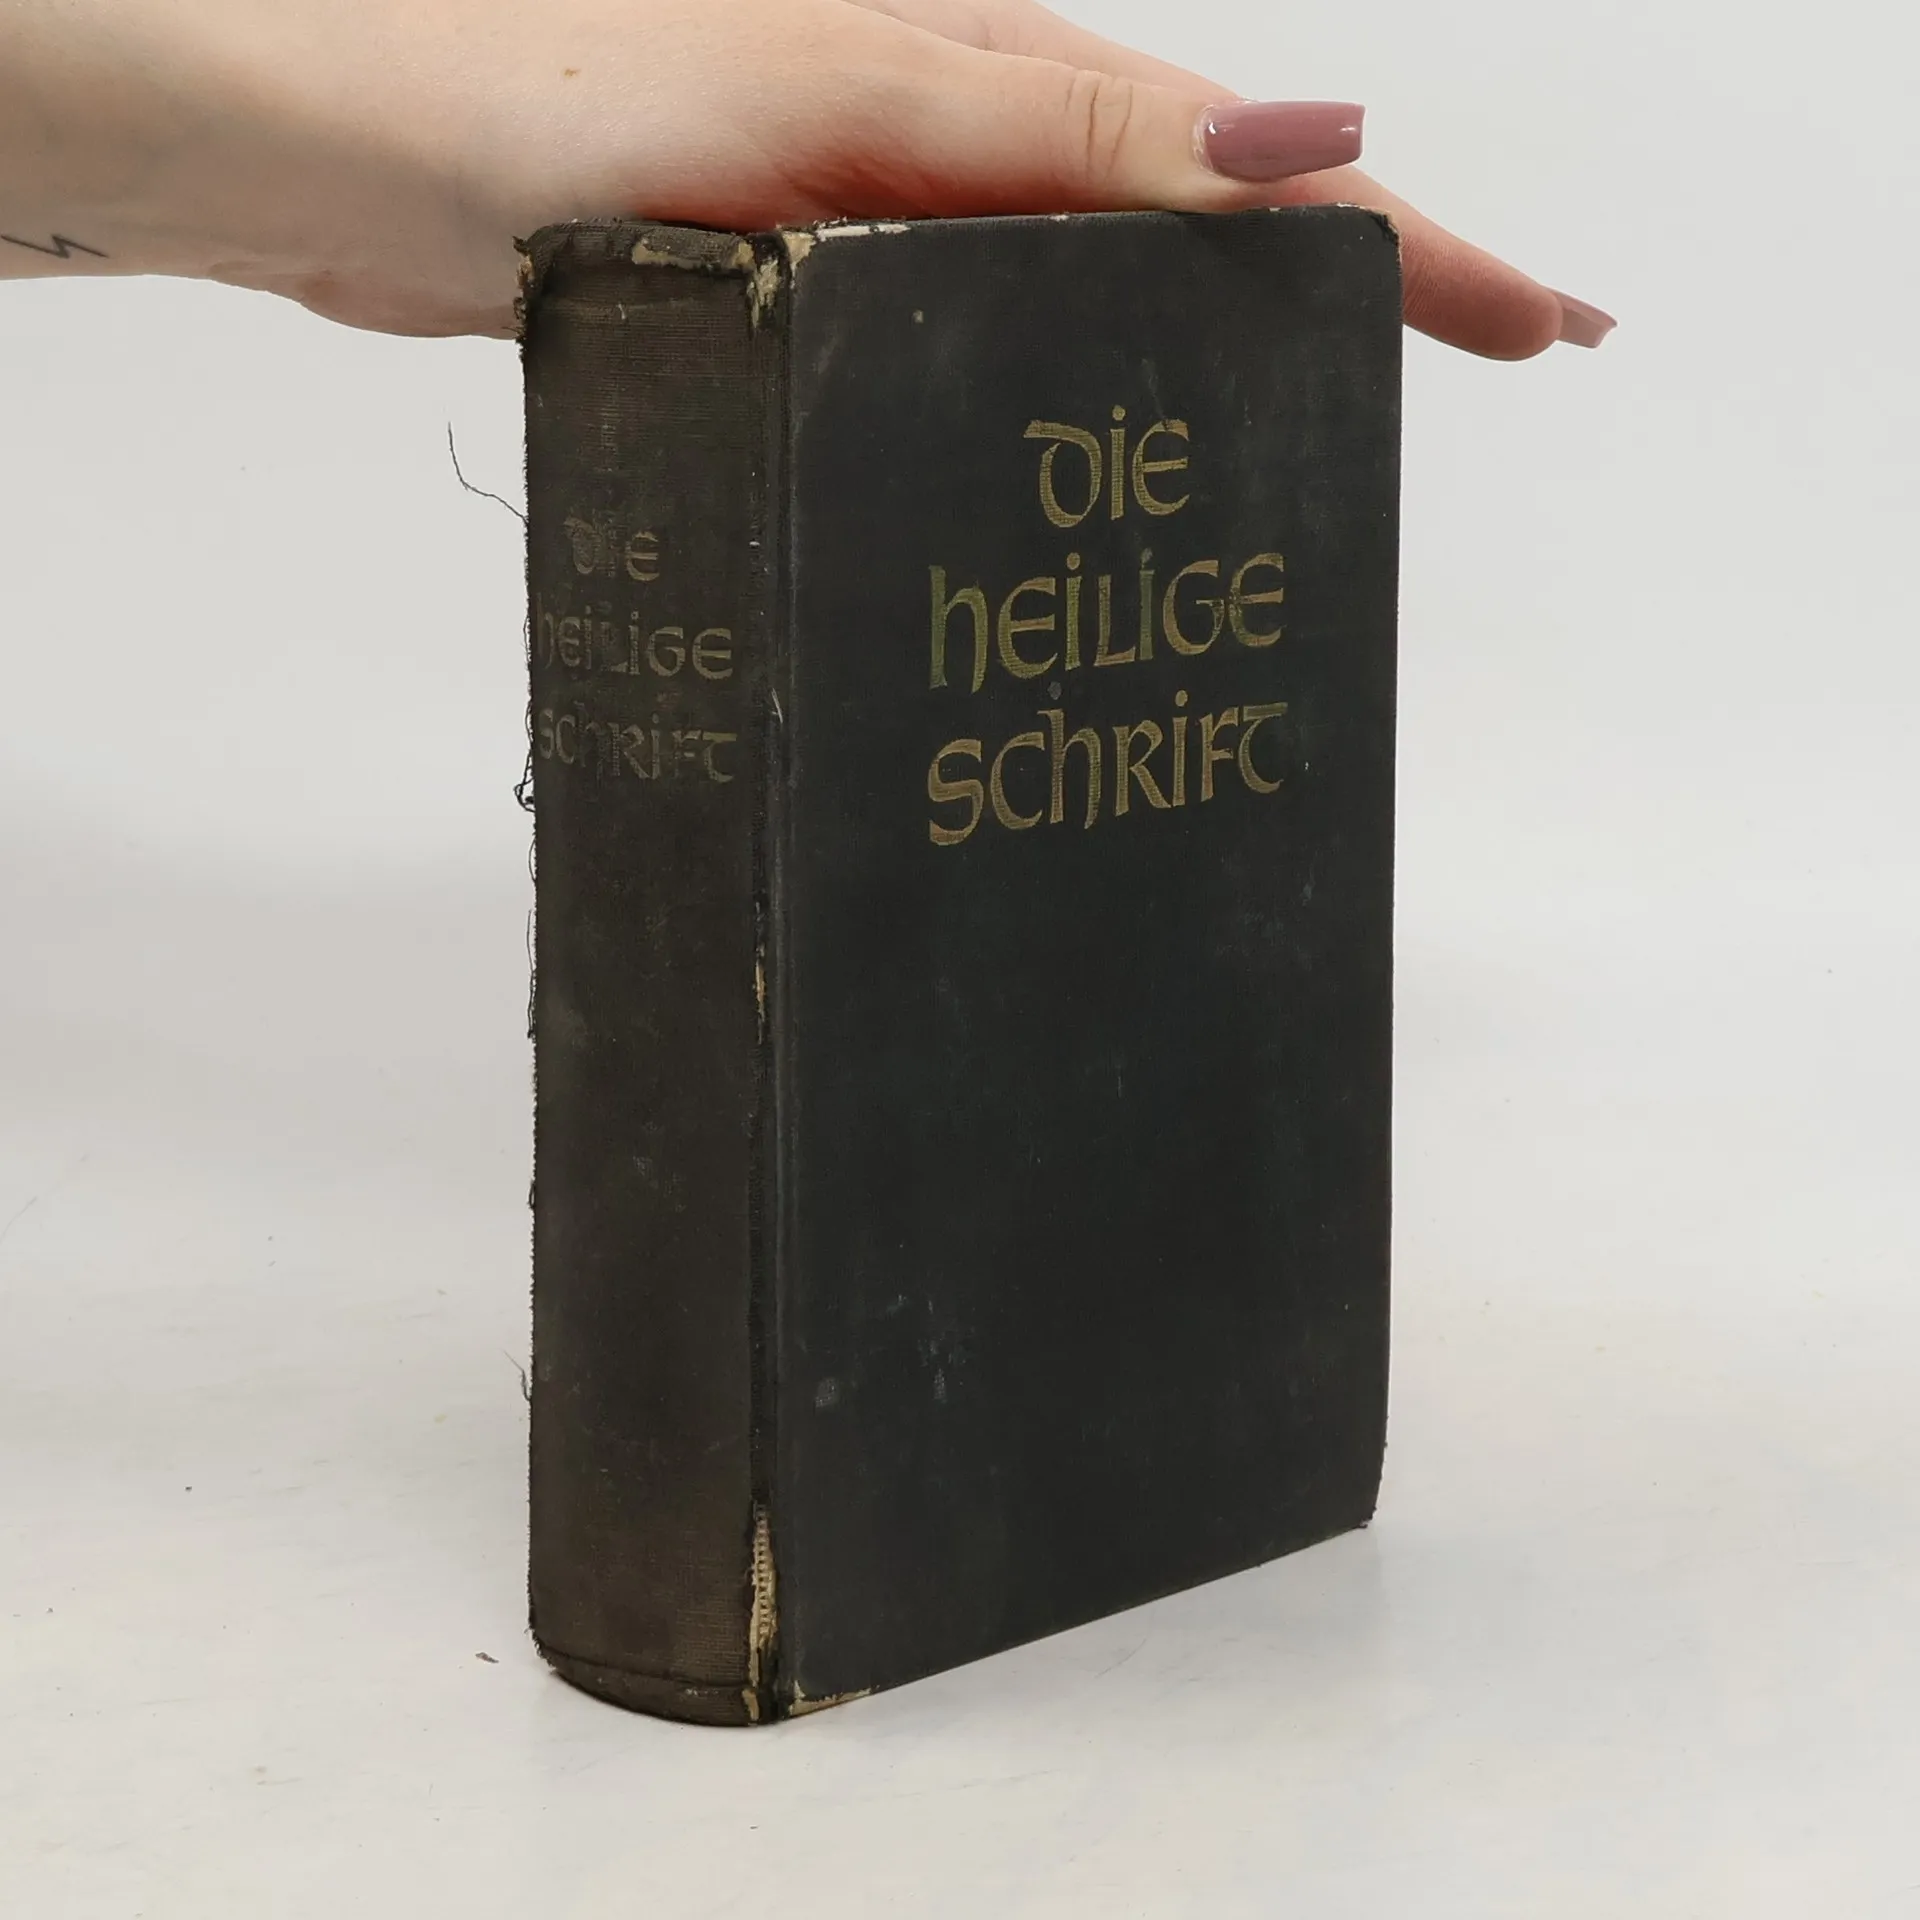 Die
heilige
Schrift
Die
heilige
Schrift